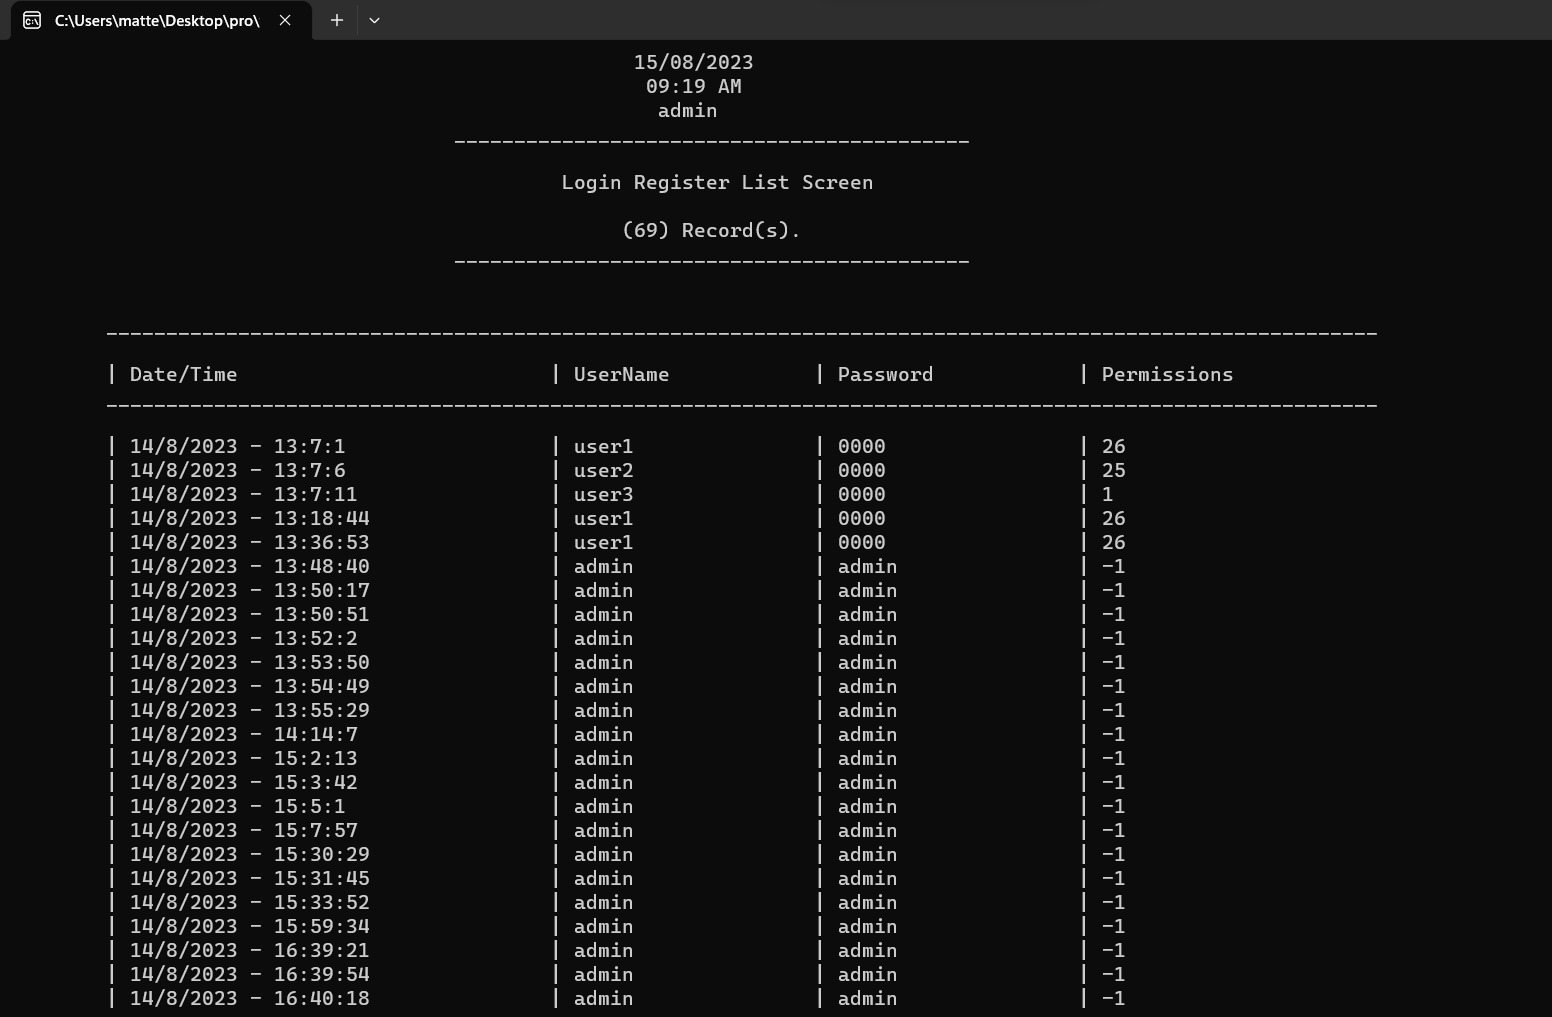 C:\Users\matte\Desktop\pro\
15/08/2023
09:19 AM
admin
-------------------------------------------
Login Register List Screen
(69) Record(s).
-------------------------------------------
----------------------------------------------------------------------------------------------------------
| Date/Time | UserName | Password | Permissions
----------------------------------------------------------------------------------------------------------
| 14/8/2023 - 13:7:1 | user1 | 0000 | 26
| 14/8/2023 - 13:7:6 | user2 | 0000 | 25
| 14/8/2023 - 13:7:11 | user3 | 0000 | 1
| 14/8/2023 - 13:18:44 | user1 | 0000 | 26
| 14/8/2023 - 13:36:53 | user1 | 0000 | 26
| 14/8/2023 - 13:48:40 | admin | admin | -1
| 14/8/2023 - 13:50:17 | admin | admin | -1
| 14/8/2023 - 13:50:51 | admin | admin | -1
| 14/8/2023 - 13:52:2 | admin | admin | -1
| 14/8/2023 - 13:53:50 | admin | admin | -1
| 14/8/2023 - 13:54:49 | admin | admin | -1
| 14/8/2023 - 13:55:29 | admin | admin | -1
| 14/8/2023 - 14:14:7 | admin | admin | -1
| 14/8/2023 - 15:2:13 | admin | admin | -1
| 14/8/2023 - 15:3:42 | admin | admin | -1
| 14/8/2023 - 15:5:1 | admin | admin | -1
| 14/8/2023 - 15:7:57 | admin | admin | -1
| 14/8/2023 - 15:30:29 | admin | admin | -1
| 14/8/2023 - 15:31:45 | admin | admin | -1
| 14/8/2023 - 15:33:52 | admin | admin | -1
| 14/8/2023 - 15:59:34 | admin | admin | -1
| 14/8/2023 - 16:39:21 | admin | admin | -1
| 14/8/2023 - 16:39:54 | admin | admin | -1
| 14/8/2023 - 16:40:18 | admin | admin | -1